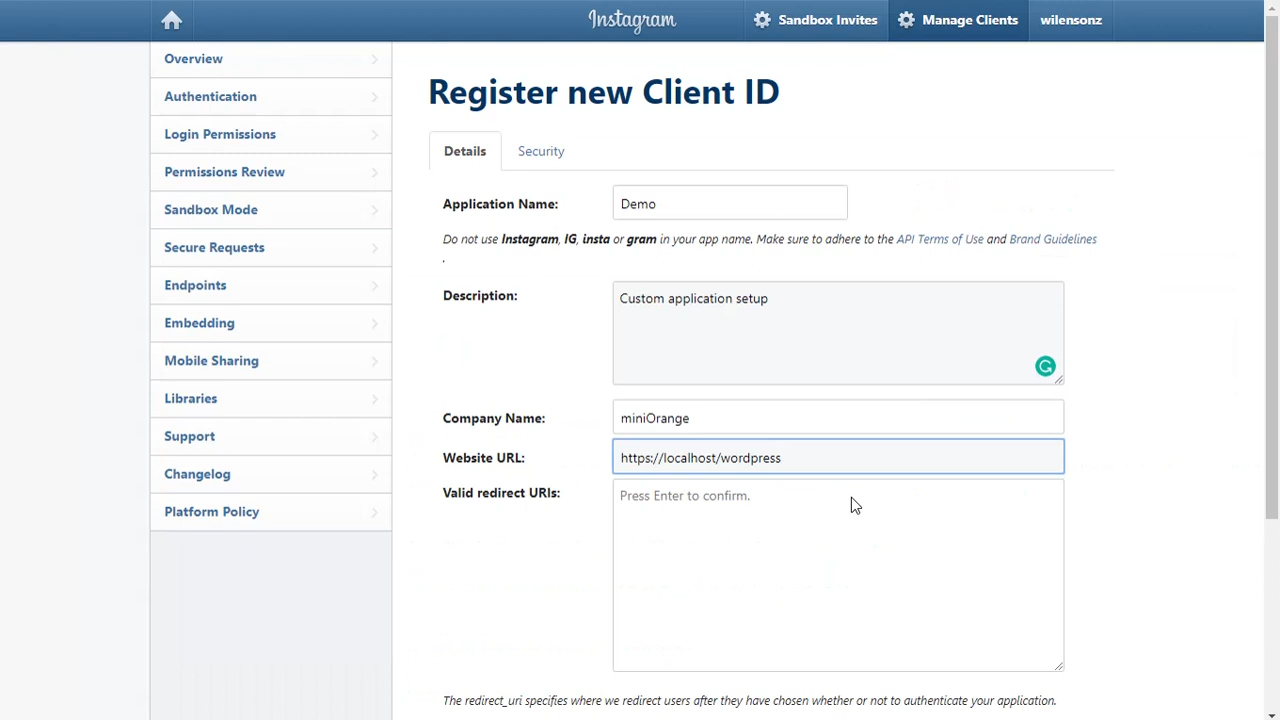 Instagram
Sandbox Invites
Manage Clients
wilensonz
Overview
Authentication
Login Permissions
Permissions Review
Sandbox Mode
Secure Requests
Endpoints
Embedding
Mobile Sharing
Libraries
Support
Changelog
Platform Policy
Register new Client ID
Details
Security
Application Name:
Demo
Do not use Instagram, IG, insta or gram in your app name. Make sure to adhere to the API Terms of Use and Brand Guidelines
.
Description:
Custom application setup
Company Name:
miniOrange
Website URL:
https://localhost/wordpress
Valid redirect URIs:
Press Enter to confirm.
The redirect_uri specifies where we redirect users after they have chosen whether or not to authenticate your application.